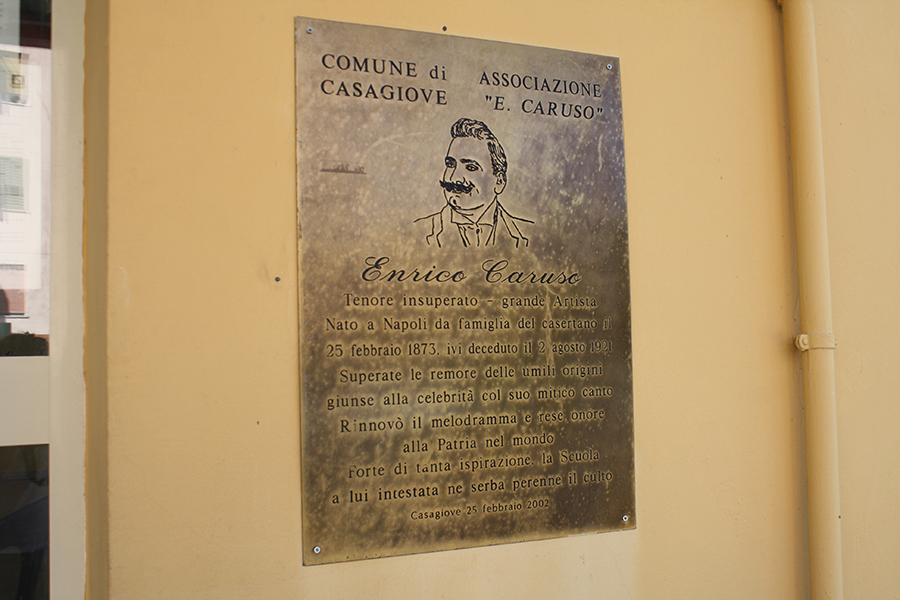 COMUNE di
CASAGIOVE
ASSOCIAZIONE
"E. CARUSO"
Enrico Caruso
Tenore insuperato - grande Artista
Nato a Napoli da famiglia del casertano il
25 febbraio 1873, ivi deceduto il 2 agosto 1921
Superate le remore delle umili origini
giunse alla celebrità col suo mitico canto
Rinnovò il melodramma e rese onore
alla Patria nel mondo
Forte di tanta ispirazione, la Scuola
a lui intestata ne serba perenne il culto
Casagiove 25 febbraio 2002